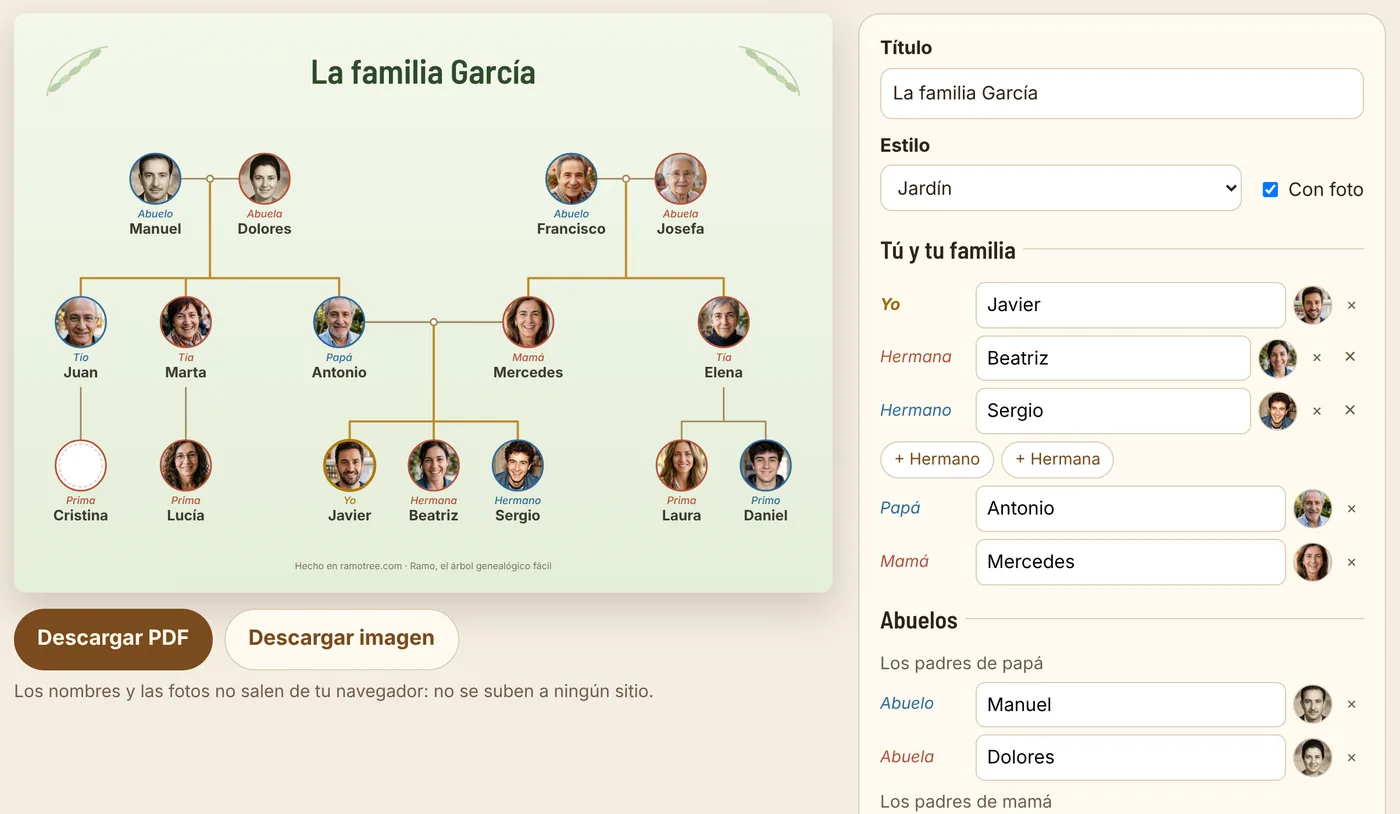 La familia García
Abuelo
Manuel
Abuela
Dolores
Abuelo
Francisco
Abuela
Josefa
Tío
Juan
Tía
Marta
Papá
Antonio
Mamá
Mercedes
Tía
Elena
Prima
Cristina
Prima
Lucía
Yo
Javier
Hermana
Beatriz
Hermano
Sergio
Prima
Laura
Primo
Daniel
Hecho en ramotree.com · Ramo, el árbol genealógico fácil
Descargar PDF
Descargar imagen
Los nombres y las fotos no salen de tu navegador: no se suben a ningún sitio.
Título
La familia García
Estilo
Jardín
Con foto
Tú y tu familia
Yo Javier ×
Hermana Beatriz × ×
Hermano Sergio × ×
+ Hermano + Hermana
Papá Antonio ×
Mamá Mercedes ×
Abuelos
Los padres de papá
Abuelo Manuel ×
Abuela Dolores ×
Los padres de mamá